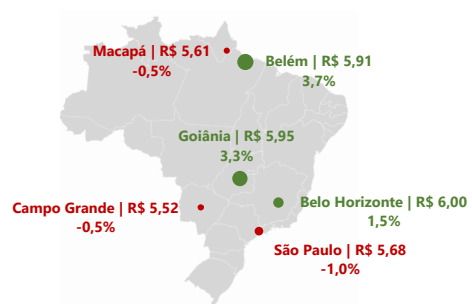 Macapá | R$ 5,61
-0,5%
Belém | R$ 5,91
3,7%
Goiânia | R$ 5,95
3,3%
Campo Grande | R$ 5,52
-0,5%
Belo Horizonte | R$ 6,00
1,5%
São Paulo | R$ 5,68
-1,0%